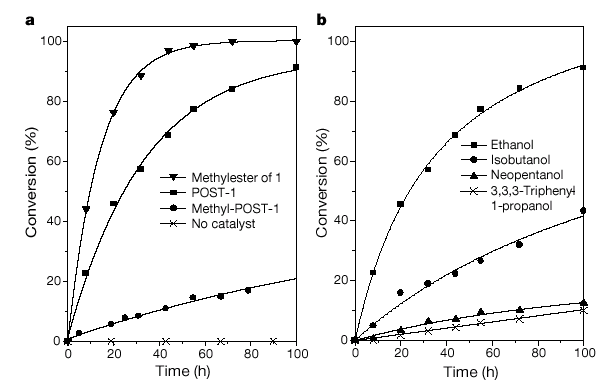 a
Conversion (%)
100
80
60
40
20
0
Methylester of 1
POST-1
Methyl-POST-1
No catalyst
0 20 40 60 80 100
Time (h)
b
Conversion (%)
100
80
60
40
20
0
Ethanol
Isobutanol
Neopentanol
3,3,3-Triphenyl-
1-propanol
0 20 40 60 80 100
Time (h)